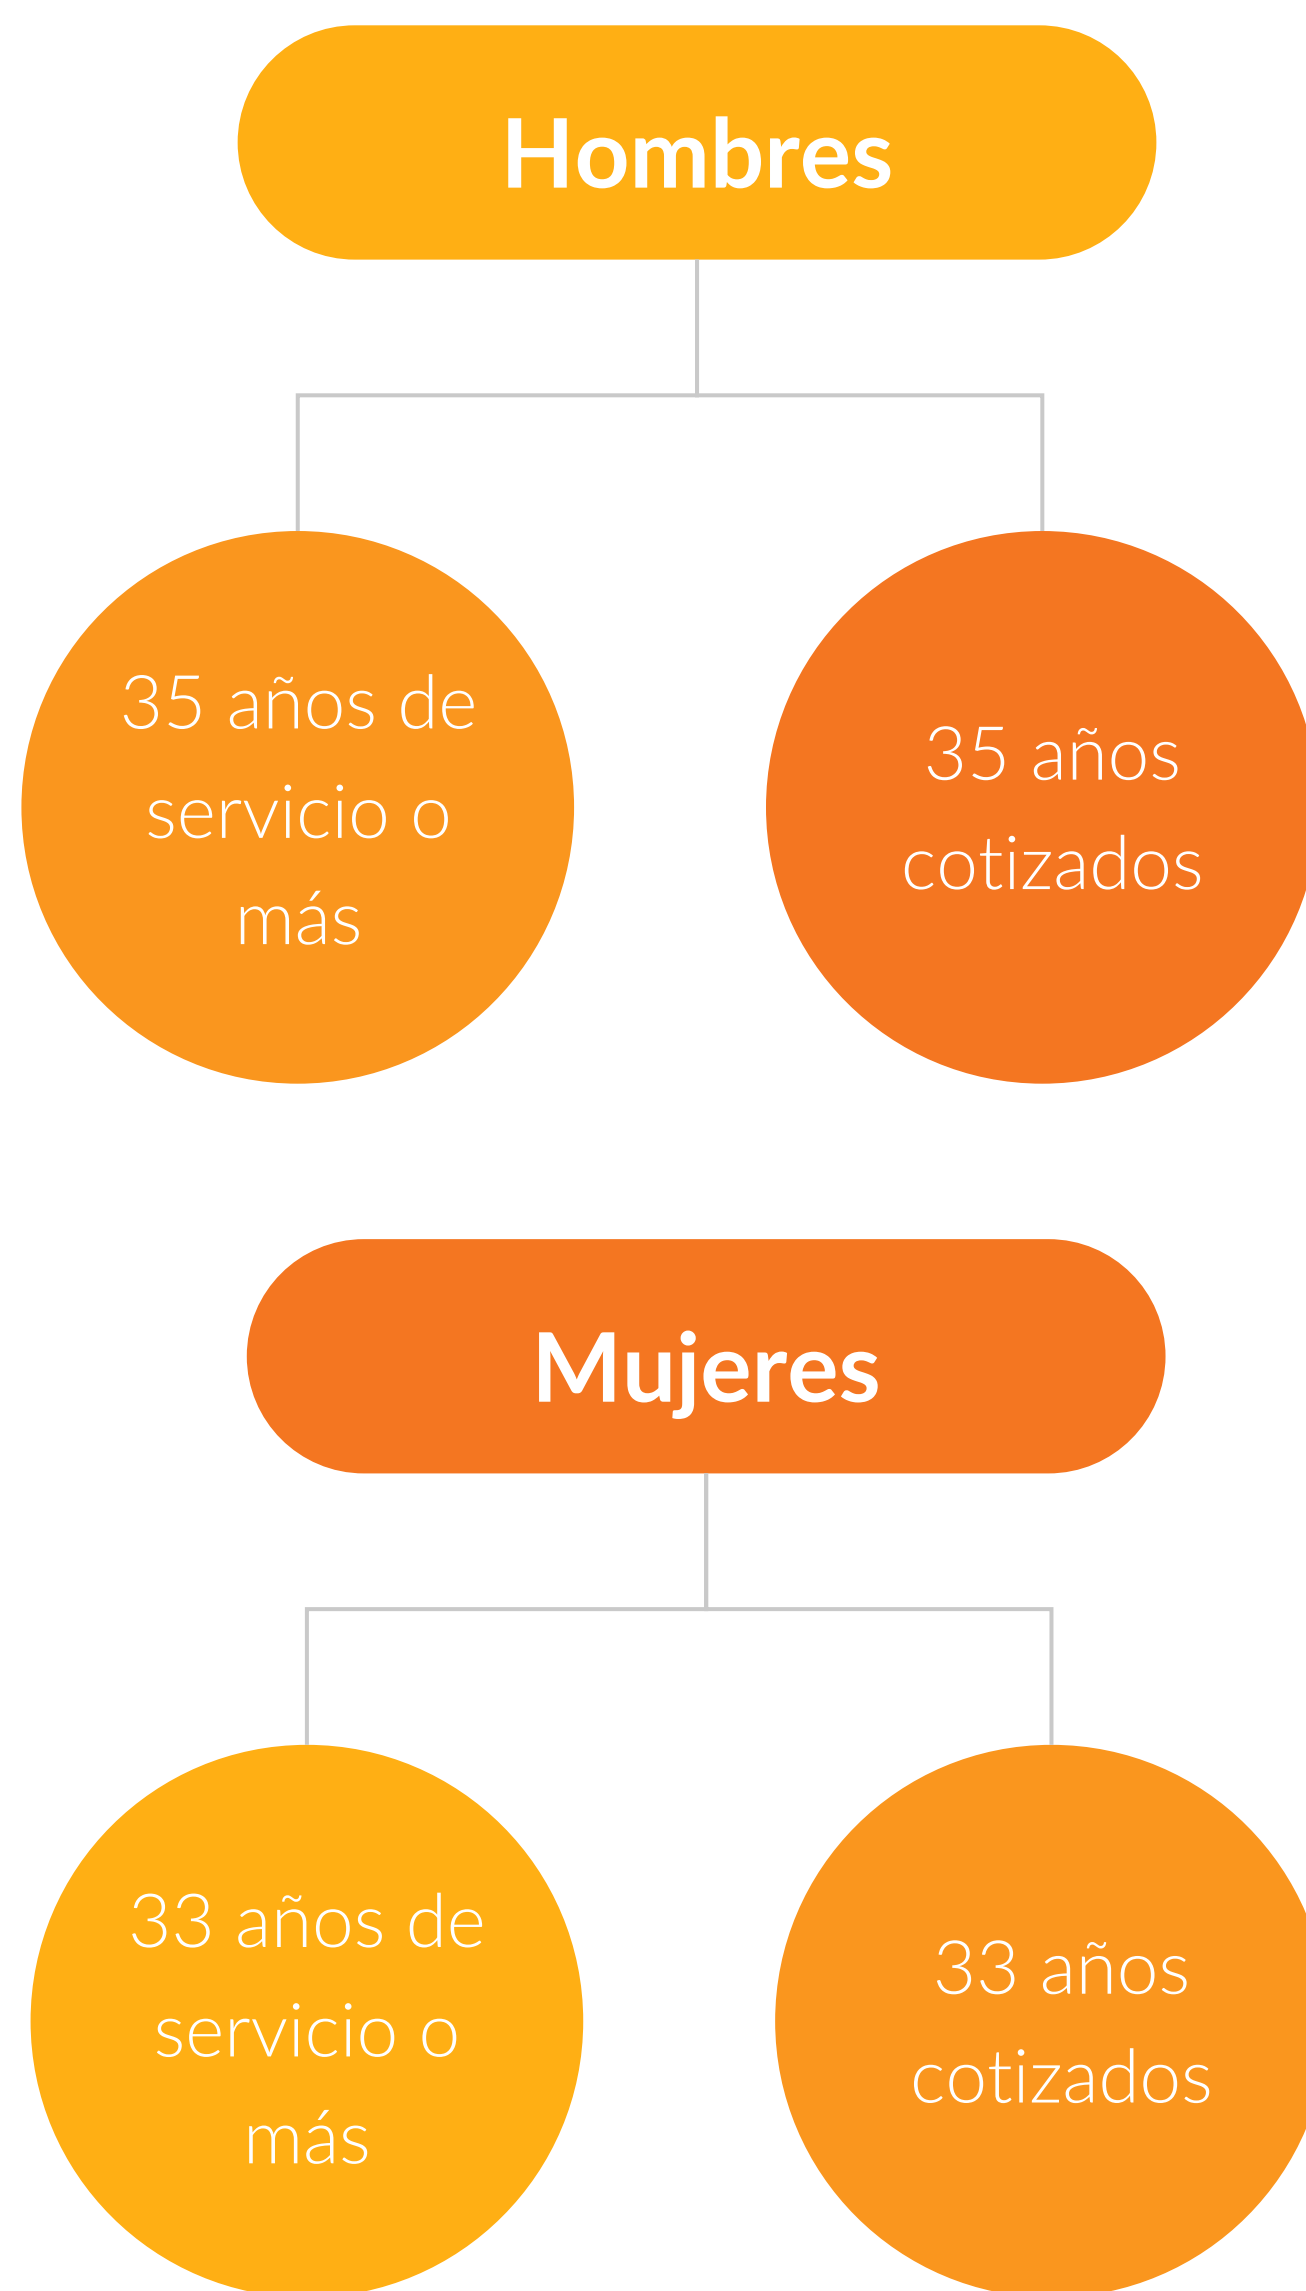 Hombres
35 años de
servicio o
más
35 años
cotizados
Mujeres
33 años de
servicio o
más
33 años
cotizados